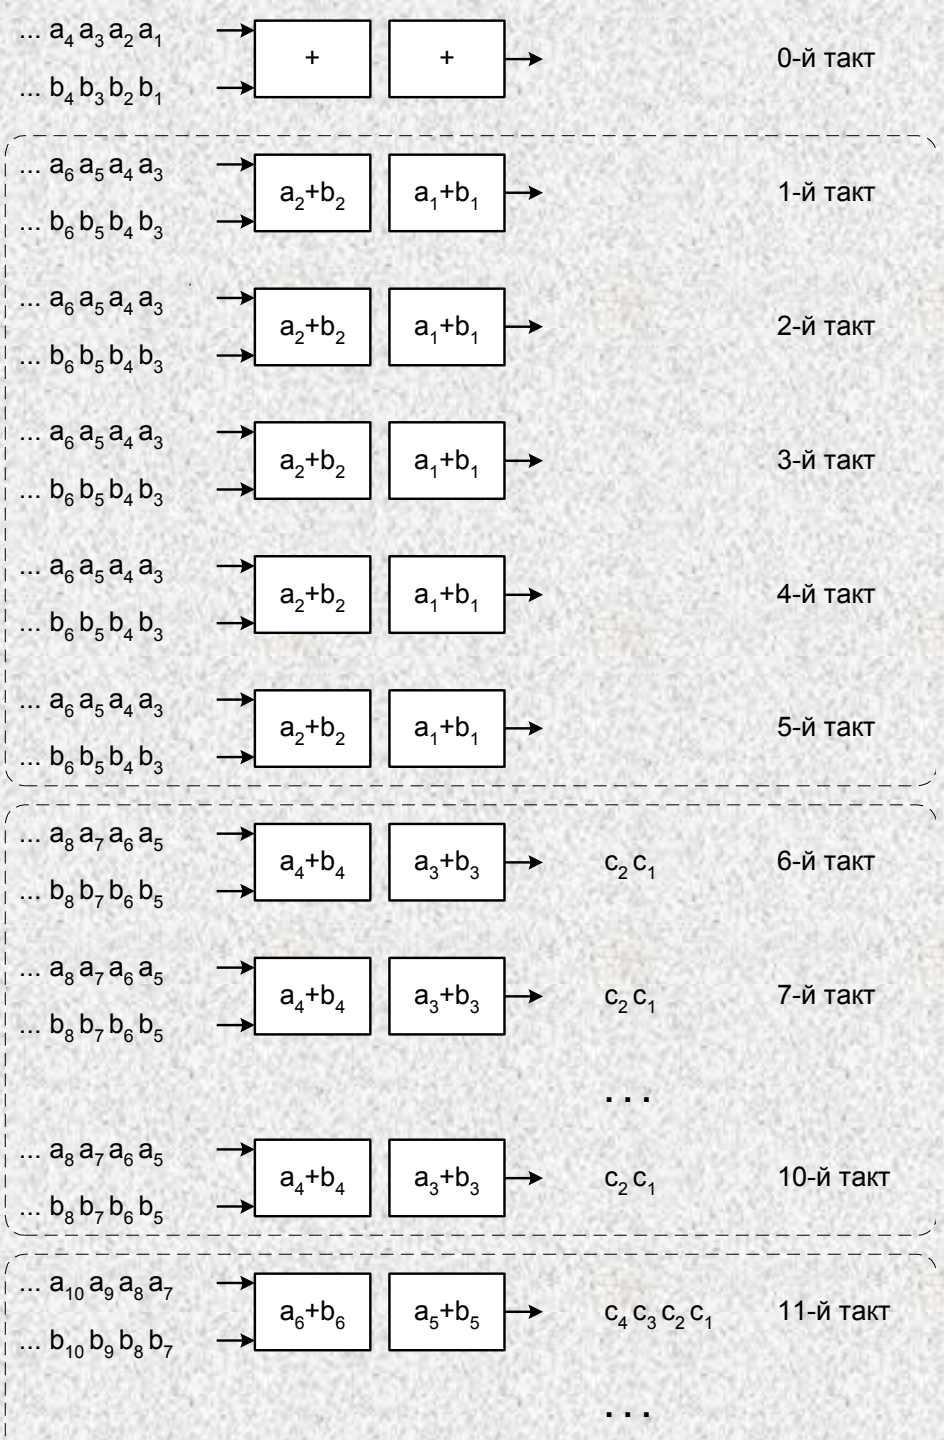 ... a₄ a₃ a₂ a₁
+ + 0-й такт
... b₄ b₃ b₂ b₁
... a₆ a₅ a₄ a₃
a₂+b₂ a₁+b₁ 1-й такт
... b₆ b₅ b₄ b₃
... a₆ a₅ a₄ a₃
a₂+b₂ a₁+b₁ 2-й такт
... b₆ b₅ b₄ b₃
... a₆ a₅ a₄ a₃
a₂+b₂ a₁+b₁ 3-й такт
... b₆ b₅ b₄ b₃
... a₆ a₅ a₄ a₃
a₂+b₂ a₁+b₁ 4-й такт
... b₆ b₅ b₄ b₃
... a₆ a₅ a₄ a₃
a₂+b₂ a₁+b₁ 5-й такт
... b₆ b₅ b₄ b₃
... a₈ a₇ a₆ a₅
a₄+b₄ a₃+b₃ c₂ c₁ 6-й такт
... b₈ b₇ b₆ b₅
... a₈ a₇ a₆ a₅
a₄+b₄ a₃+b₃ c₂ c₁ 7-й такт
... b₈ b₇ b₆ b₅
...
... a₈ a₇ a₆ a₅
a₄+b₄ a₃+b₃ c₂ c₁ 10-й такт
... b₈ b₇ b₆ b₅
... a₁₀ a₉ a₈ a₇
a₆+b₆ a₅+b₅ c₄ c₃ c₂ c₁ 11-й такт
... b₁₀ b₉ b₈ b₇
...